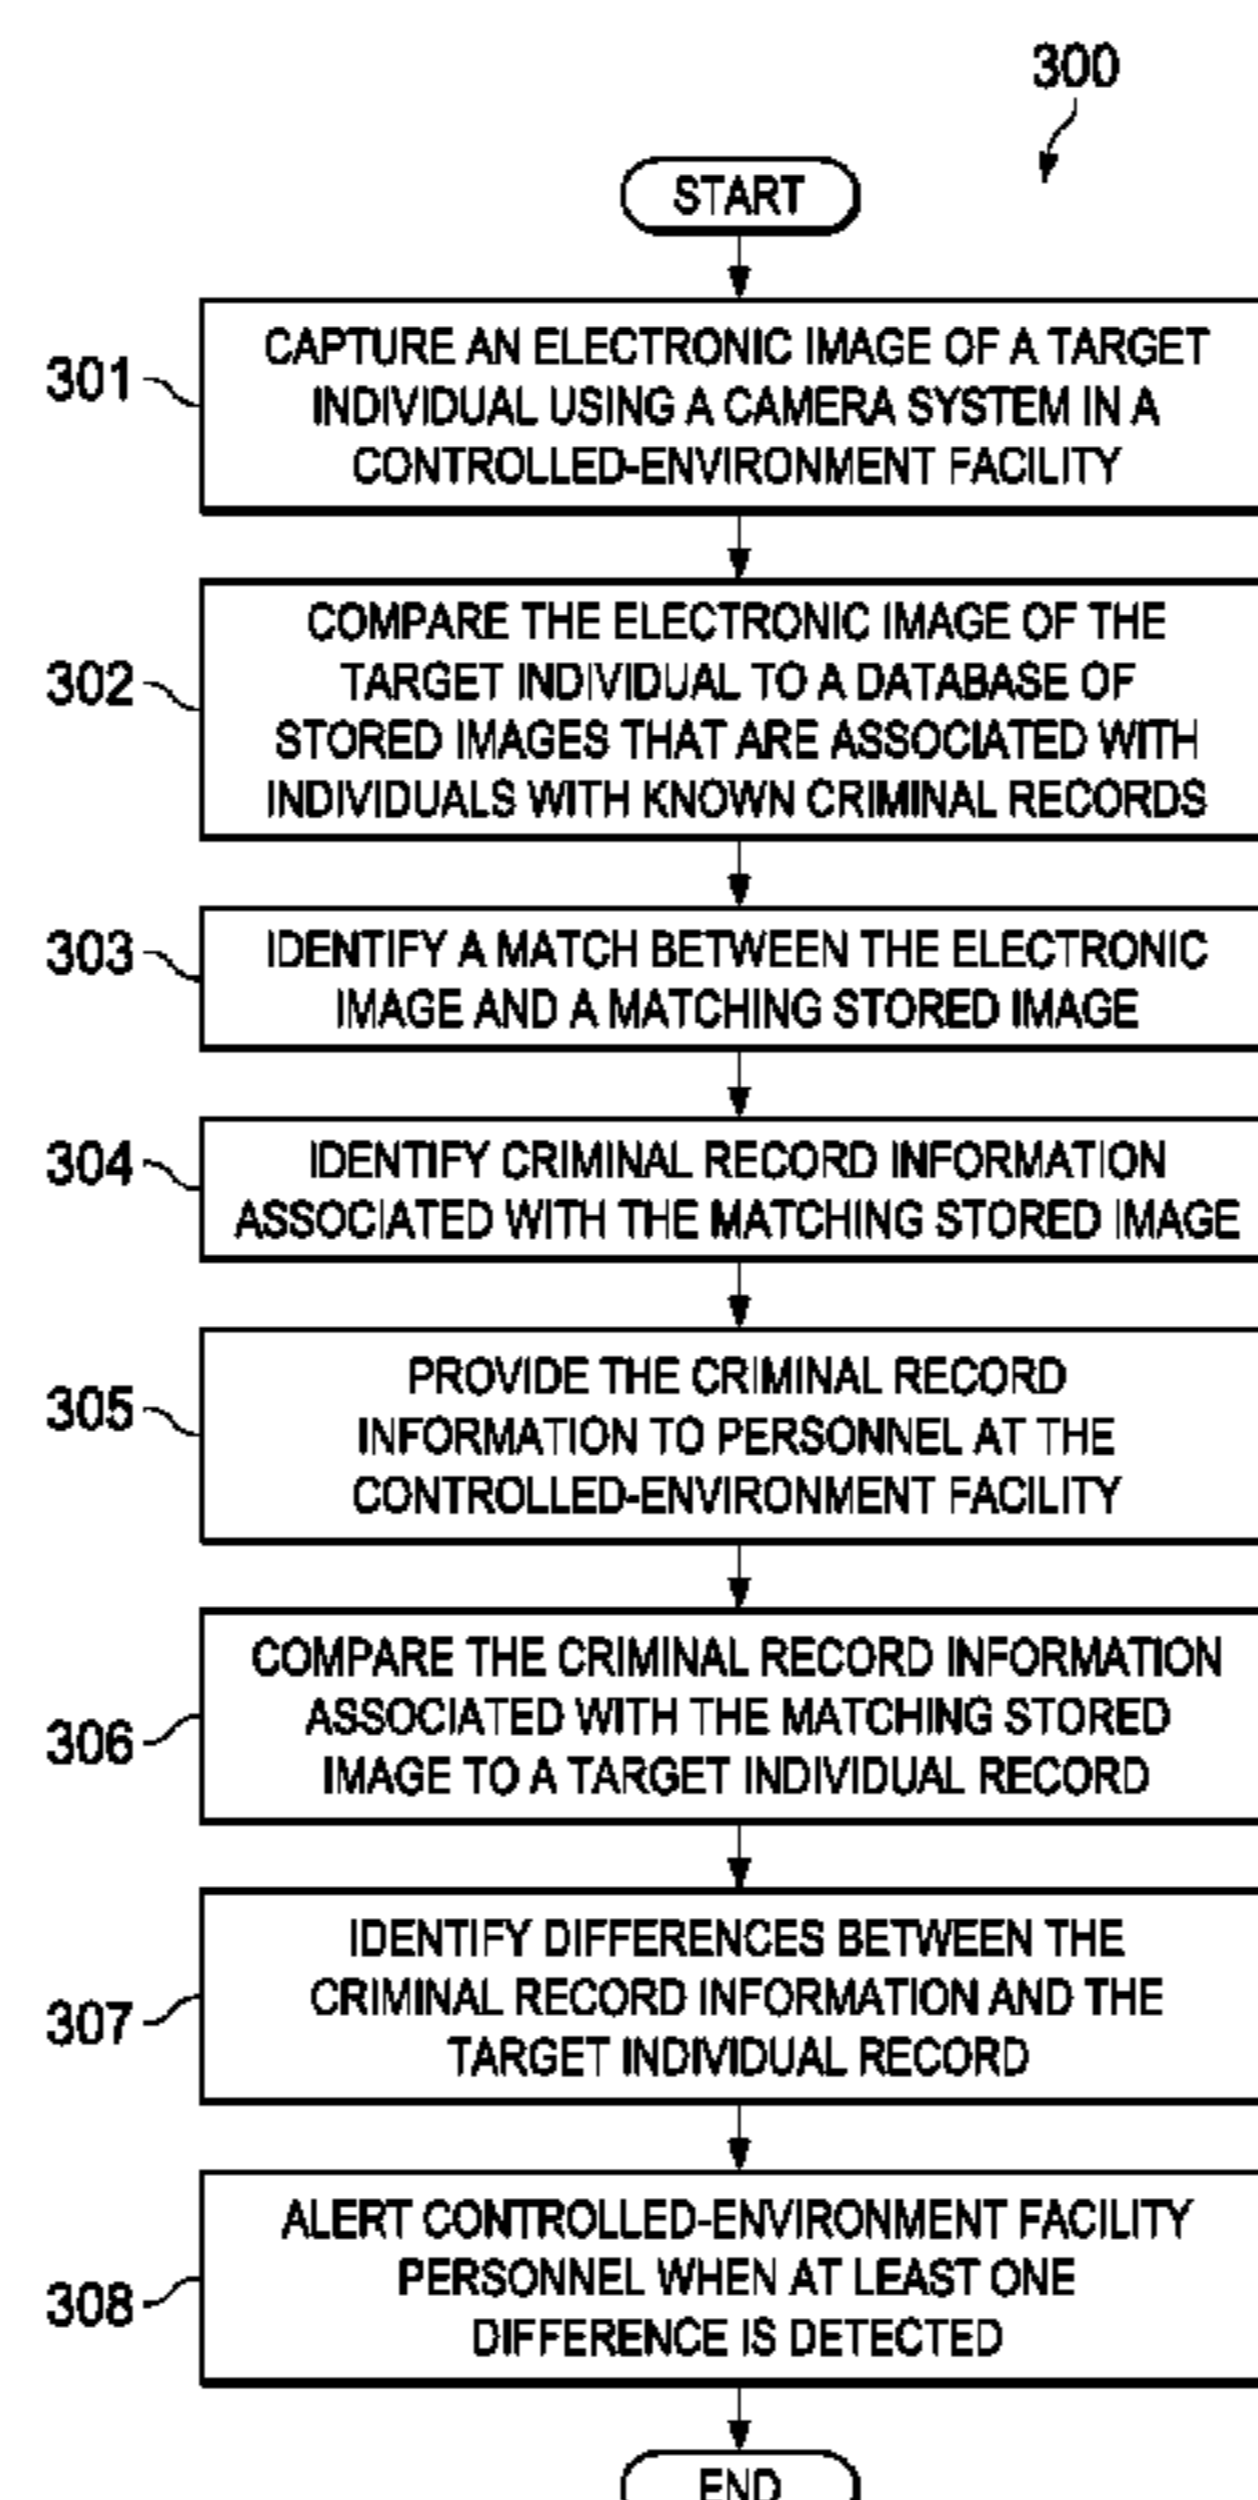 300
START
301
CAPTURE AN ELECTRONIC IMAGE OF A TARGET
INDIVIDUAL USING A CAMERA SYSTEM IN A
CONTROLLED-ENVIRONMENT FACILITY
302
COMPARE THE ELECTRONIC IMAGE OF THE
TARGET INDIVIDUAL TO A DATABASE OF
STORED IMAGES THAT ARE ASSOCIATED WITH
INDIVIDUALS WITH KNOWN CRIMINAL RECORDS
303
IDENTIFY A MATCH BETWEEN THE ELECTRONIC
IMAGE AND A MATCHING STORED IMAGE
304
IDENTIFY CRIMINAL RECORD INFORMATION
ASSOCIATED WITH THE MATCHING STORED IMAGE
305
PROVIDE THE CRIMINAL RECORD
INFORMATION TO PERSONNEL AT THE
CONTROLLED-ENVIRONMENT FACILITY
306
COMPARE THE CRIMINAL RECORD INFORMATION
ASSOCIATED WITH THE MATCHING STORED
IMAGE TO A TARGET INDIVIDUAL RECORD
307
IDENTIFY DIFFERENCES BETWEEN THE
CRIMINAL RECORD INFORMATION AND THE
TARGET INDIVIDUAL RECORD
308
ALERT CONTROLLED-ENVIRONMENT FACILITY
PERSONNEL WHEN AT LEAST ONE
DIFFERENCE IS DETECTED
END